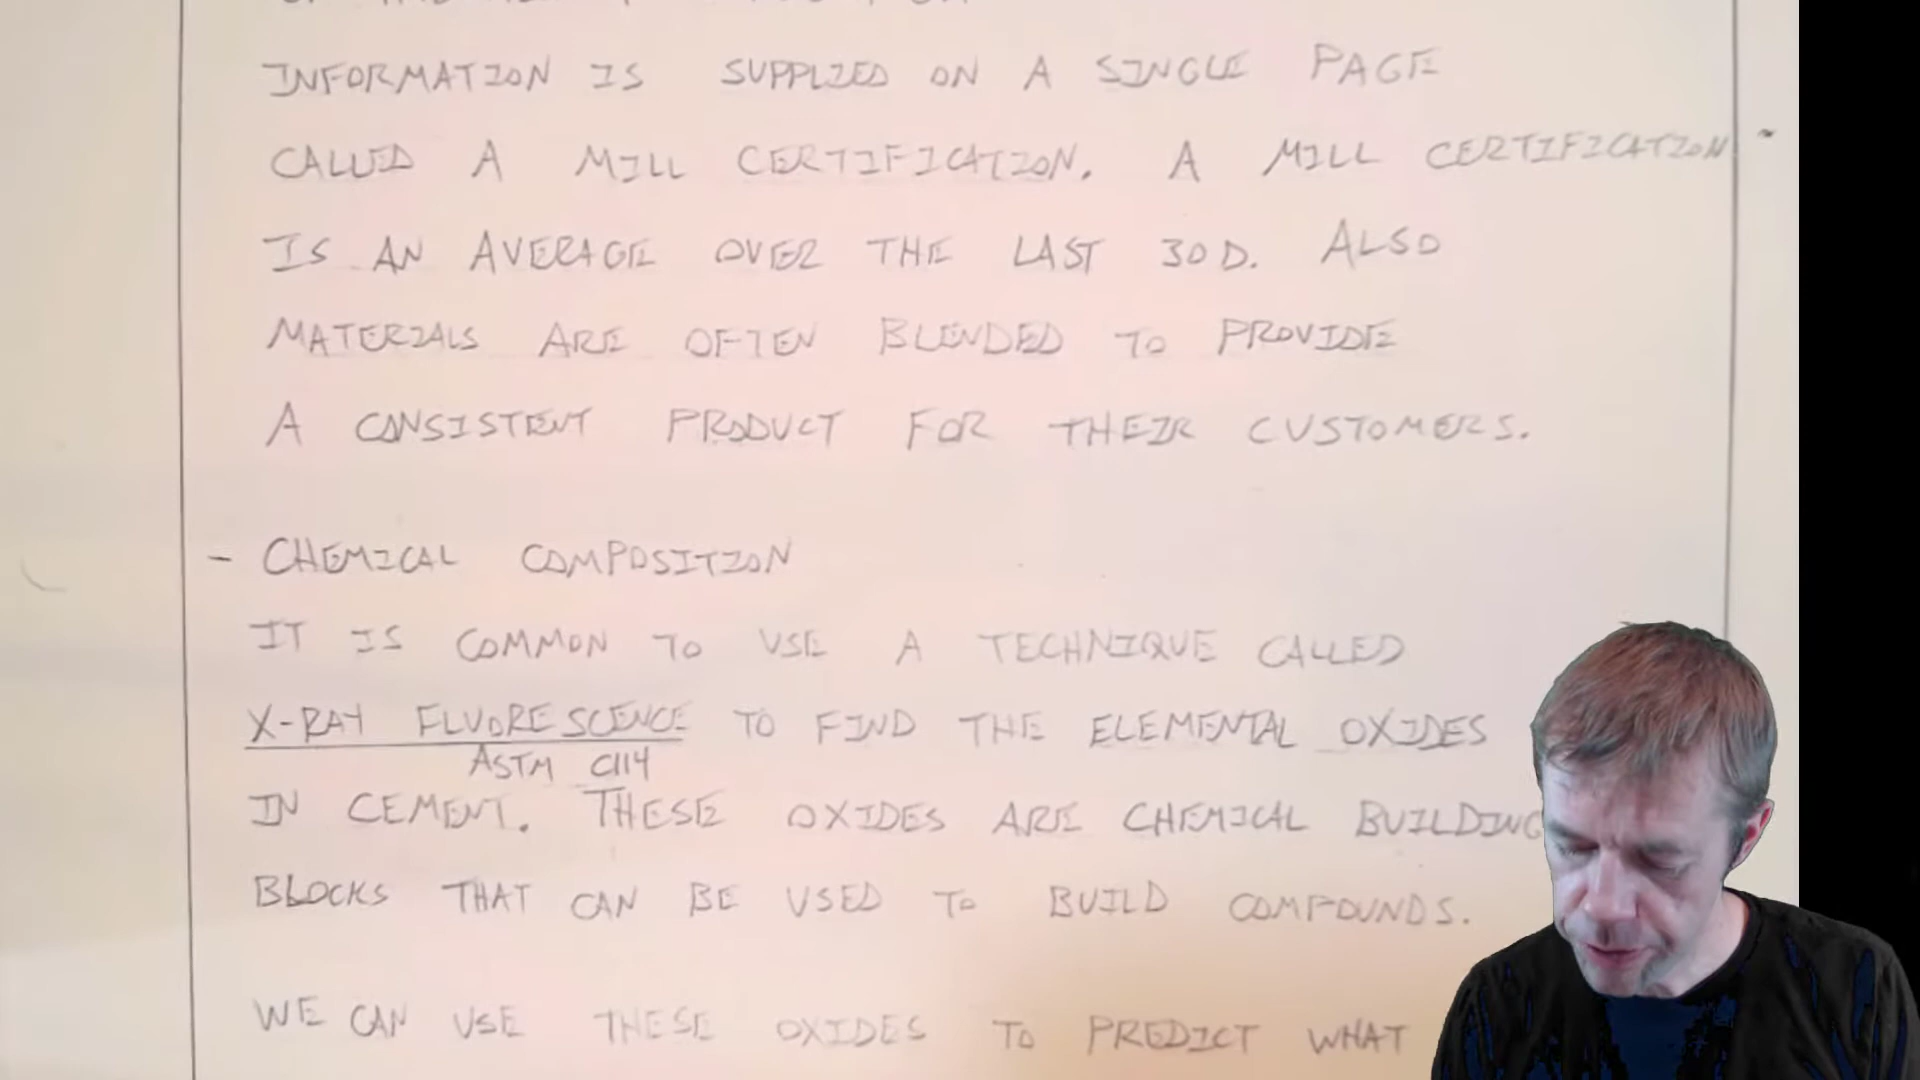 INFORMATION IS SUPPLIED ON A SINGLE PAGE
CALLED A MILL CERTIFICATION. A MILL CERTIFICATION
IS AN AVERAGE OVER THE LAST 30 D. ALSO
MATERIALS ARE OFTEN BLENDED TO PROVIDE
A CONSISTENT PRODUCT FOR THEIR CUSTOMERS.
- CHEMICAL COMPOSITION
IT IS COMMON TO USE A TECHNIQUE CALLED
X-RAY FLUORESCENCE TO FIND THE ELEMENTAL OXIDES
ASTM C114
IN CEMENT. THESE OXIDES ARE CHEMICAL BUILDING
BLOCKS THAT CAN BE USED TO BUILD COMPOUNDS.
WE CAN USE THESE OXIDES TO PREDICT WHAT